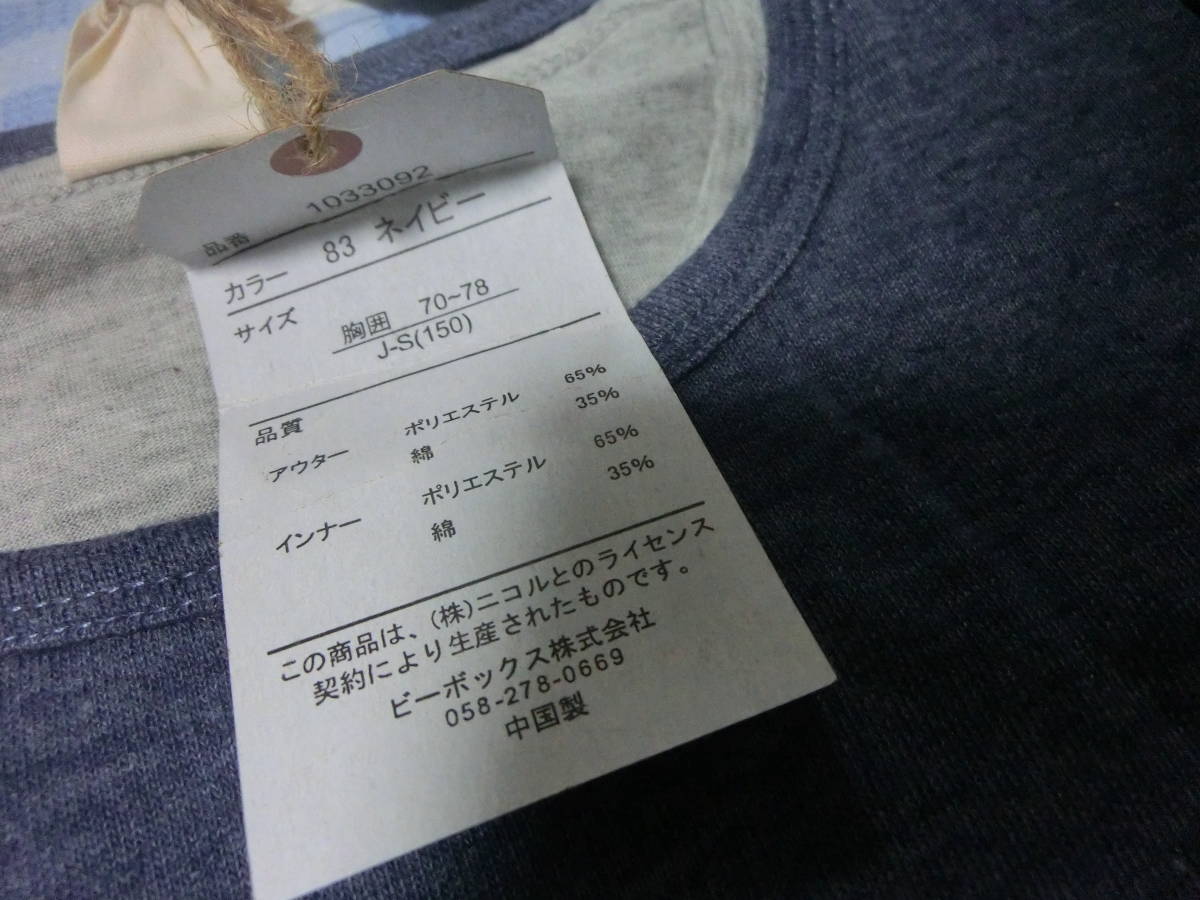 品番 1033092
カラー 83 ネイビー
サイズ 胸囲 70~78
J-S(150)
品質
アウター ポリエステル 65%
綿 35%
インナー ポリエステル 65%
綿 35%
この商品は、(株)ニコルとのライセンス
契約により生産されたものです。
ビーボックス株式会社
058-278-0669
中国製